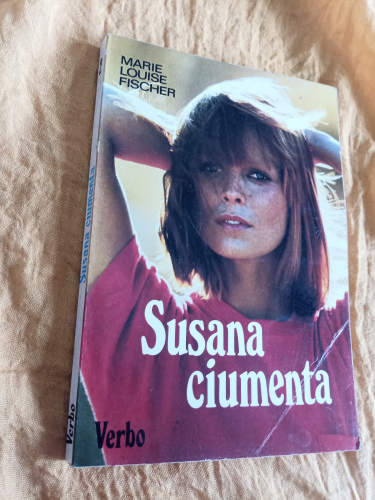 MARIE
LOUISE
FISCHER
Susana
ciumenta
Verbo
Susana ciumenta
Verbo